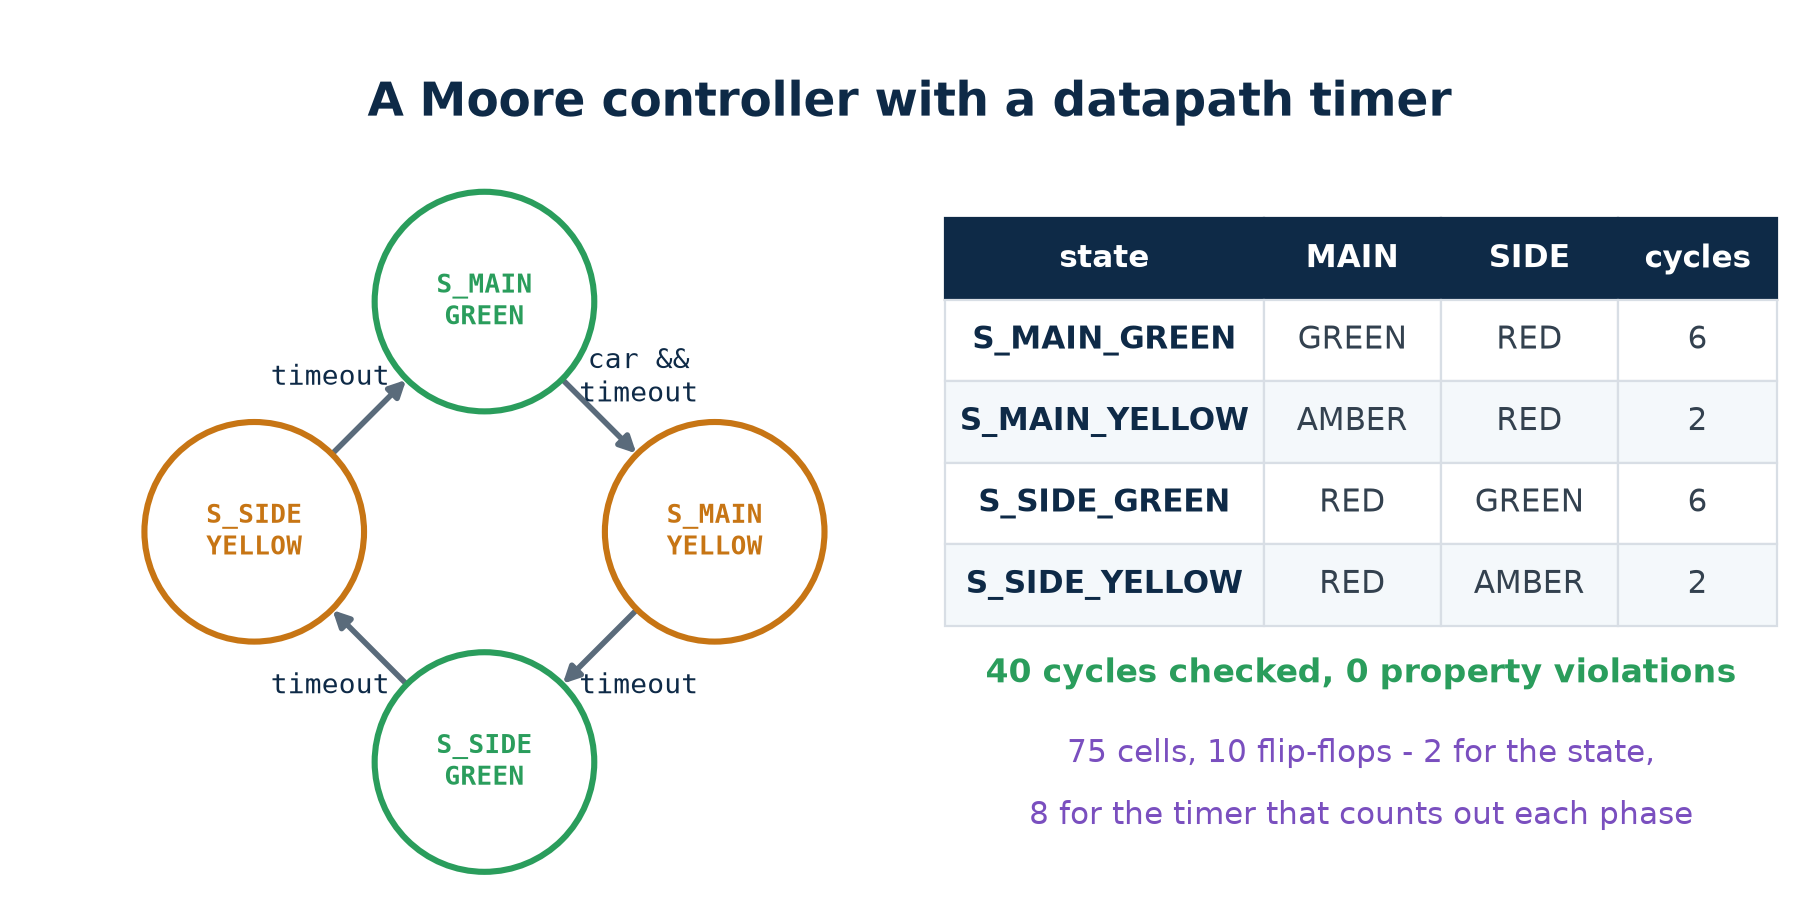 A Moore controller with a datapath timer
S_MAIN
GREEN
car &&
timeout
timeout
S_SIDE
YELLOW
S_MAIN
YELLOW
timeout
timeout
S_SIDE
GREEN
state MAIN SIDE cycles
S_MAIN_GREEN GREEN RED 6
S_MAIN_YELLOW AMBER RED 2
S_SIDE_GREEN RED GREEN 6
S_SIDE_YELLOW RED AMBER 2
40 cycles checked, 0 property violations
75 cells, 10 flip-flops - 2 for the state,
8 for the timer that counts out each phase